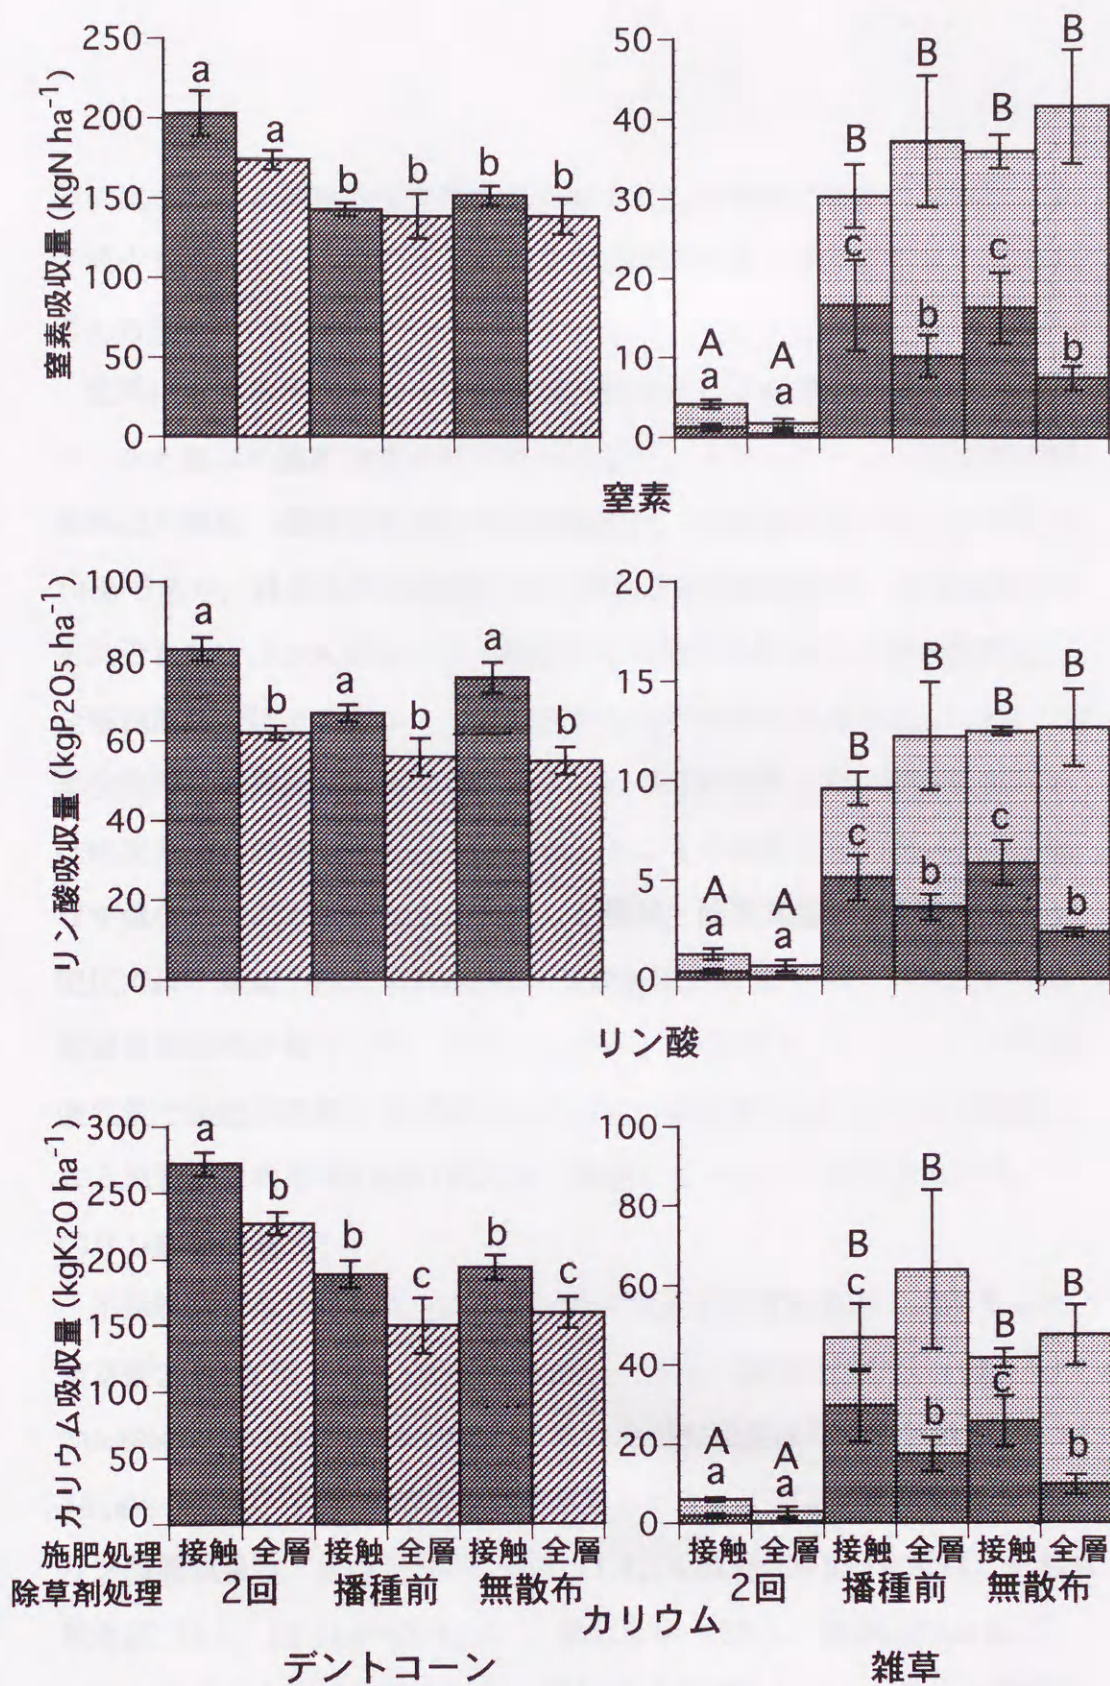 窒素吸収量 (kgN ha⁻¹)
250
200
150
100
50
0
a
a
b
b
b
b
50
40
30
20
10
0
A
a
A
a
B
c
B
b
B
c
B
b
窒素
リン酸吸収量 (kgP2O5 ha⁻¹)
100
80
60
40
20
0
a
b
a
b
a
b
20
15
10
5
0
A
a
A
a
B
c
B
b
B
c
B
b
リン酸
カリウム吸収量 (kgK2O ha⁻¹)
300
250
200
150
100
50
0
a
b
b
c
b
c
100
80
60
40
20
0
A
a
A
a
B
c
B
b
B
c
B
b
施肥処理 接触 全層 接触 全層 接触 全層 接触 全層 接触 全層 接触 全層
除草剤処理 2回 播種前 無散布 2回 播種前 無散布
カリウム
デントコーン 雑草